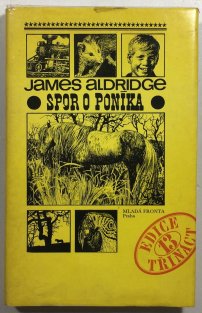 JAMES ALDRIDGE
SPOR O PONÍKA
MLADÁ FRONTA
Praha
EDICE
13
TŘINÁCT